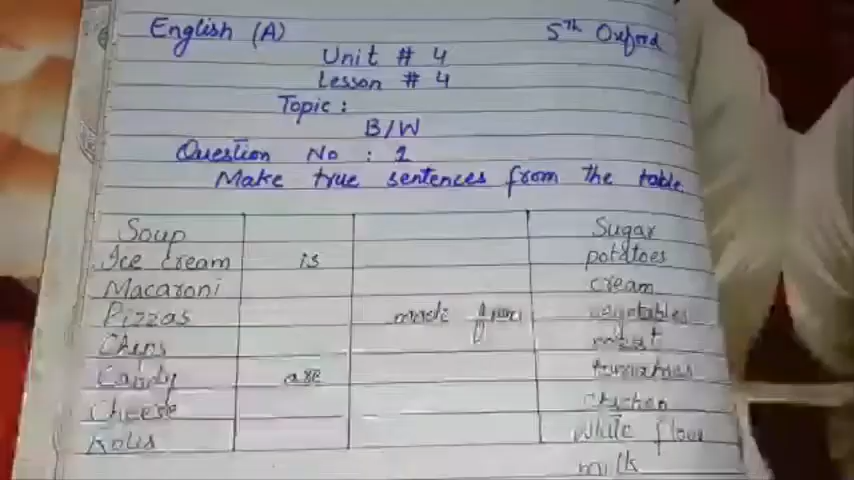 English (A) 5th Oxford
Unit # 4
Lesson # 4
Topic :
B/W
Question No : 1
Make true sentences from the table.
Soup Sugar
Ice cream is potatoes
Macaroni cream
Pizzas made from vegetables
Chips meat
Candy are tomatoes
Cheese chicken
Rolls white flour
milk